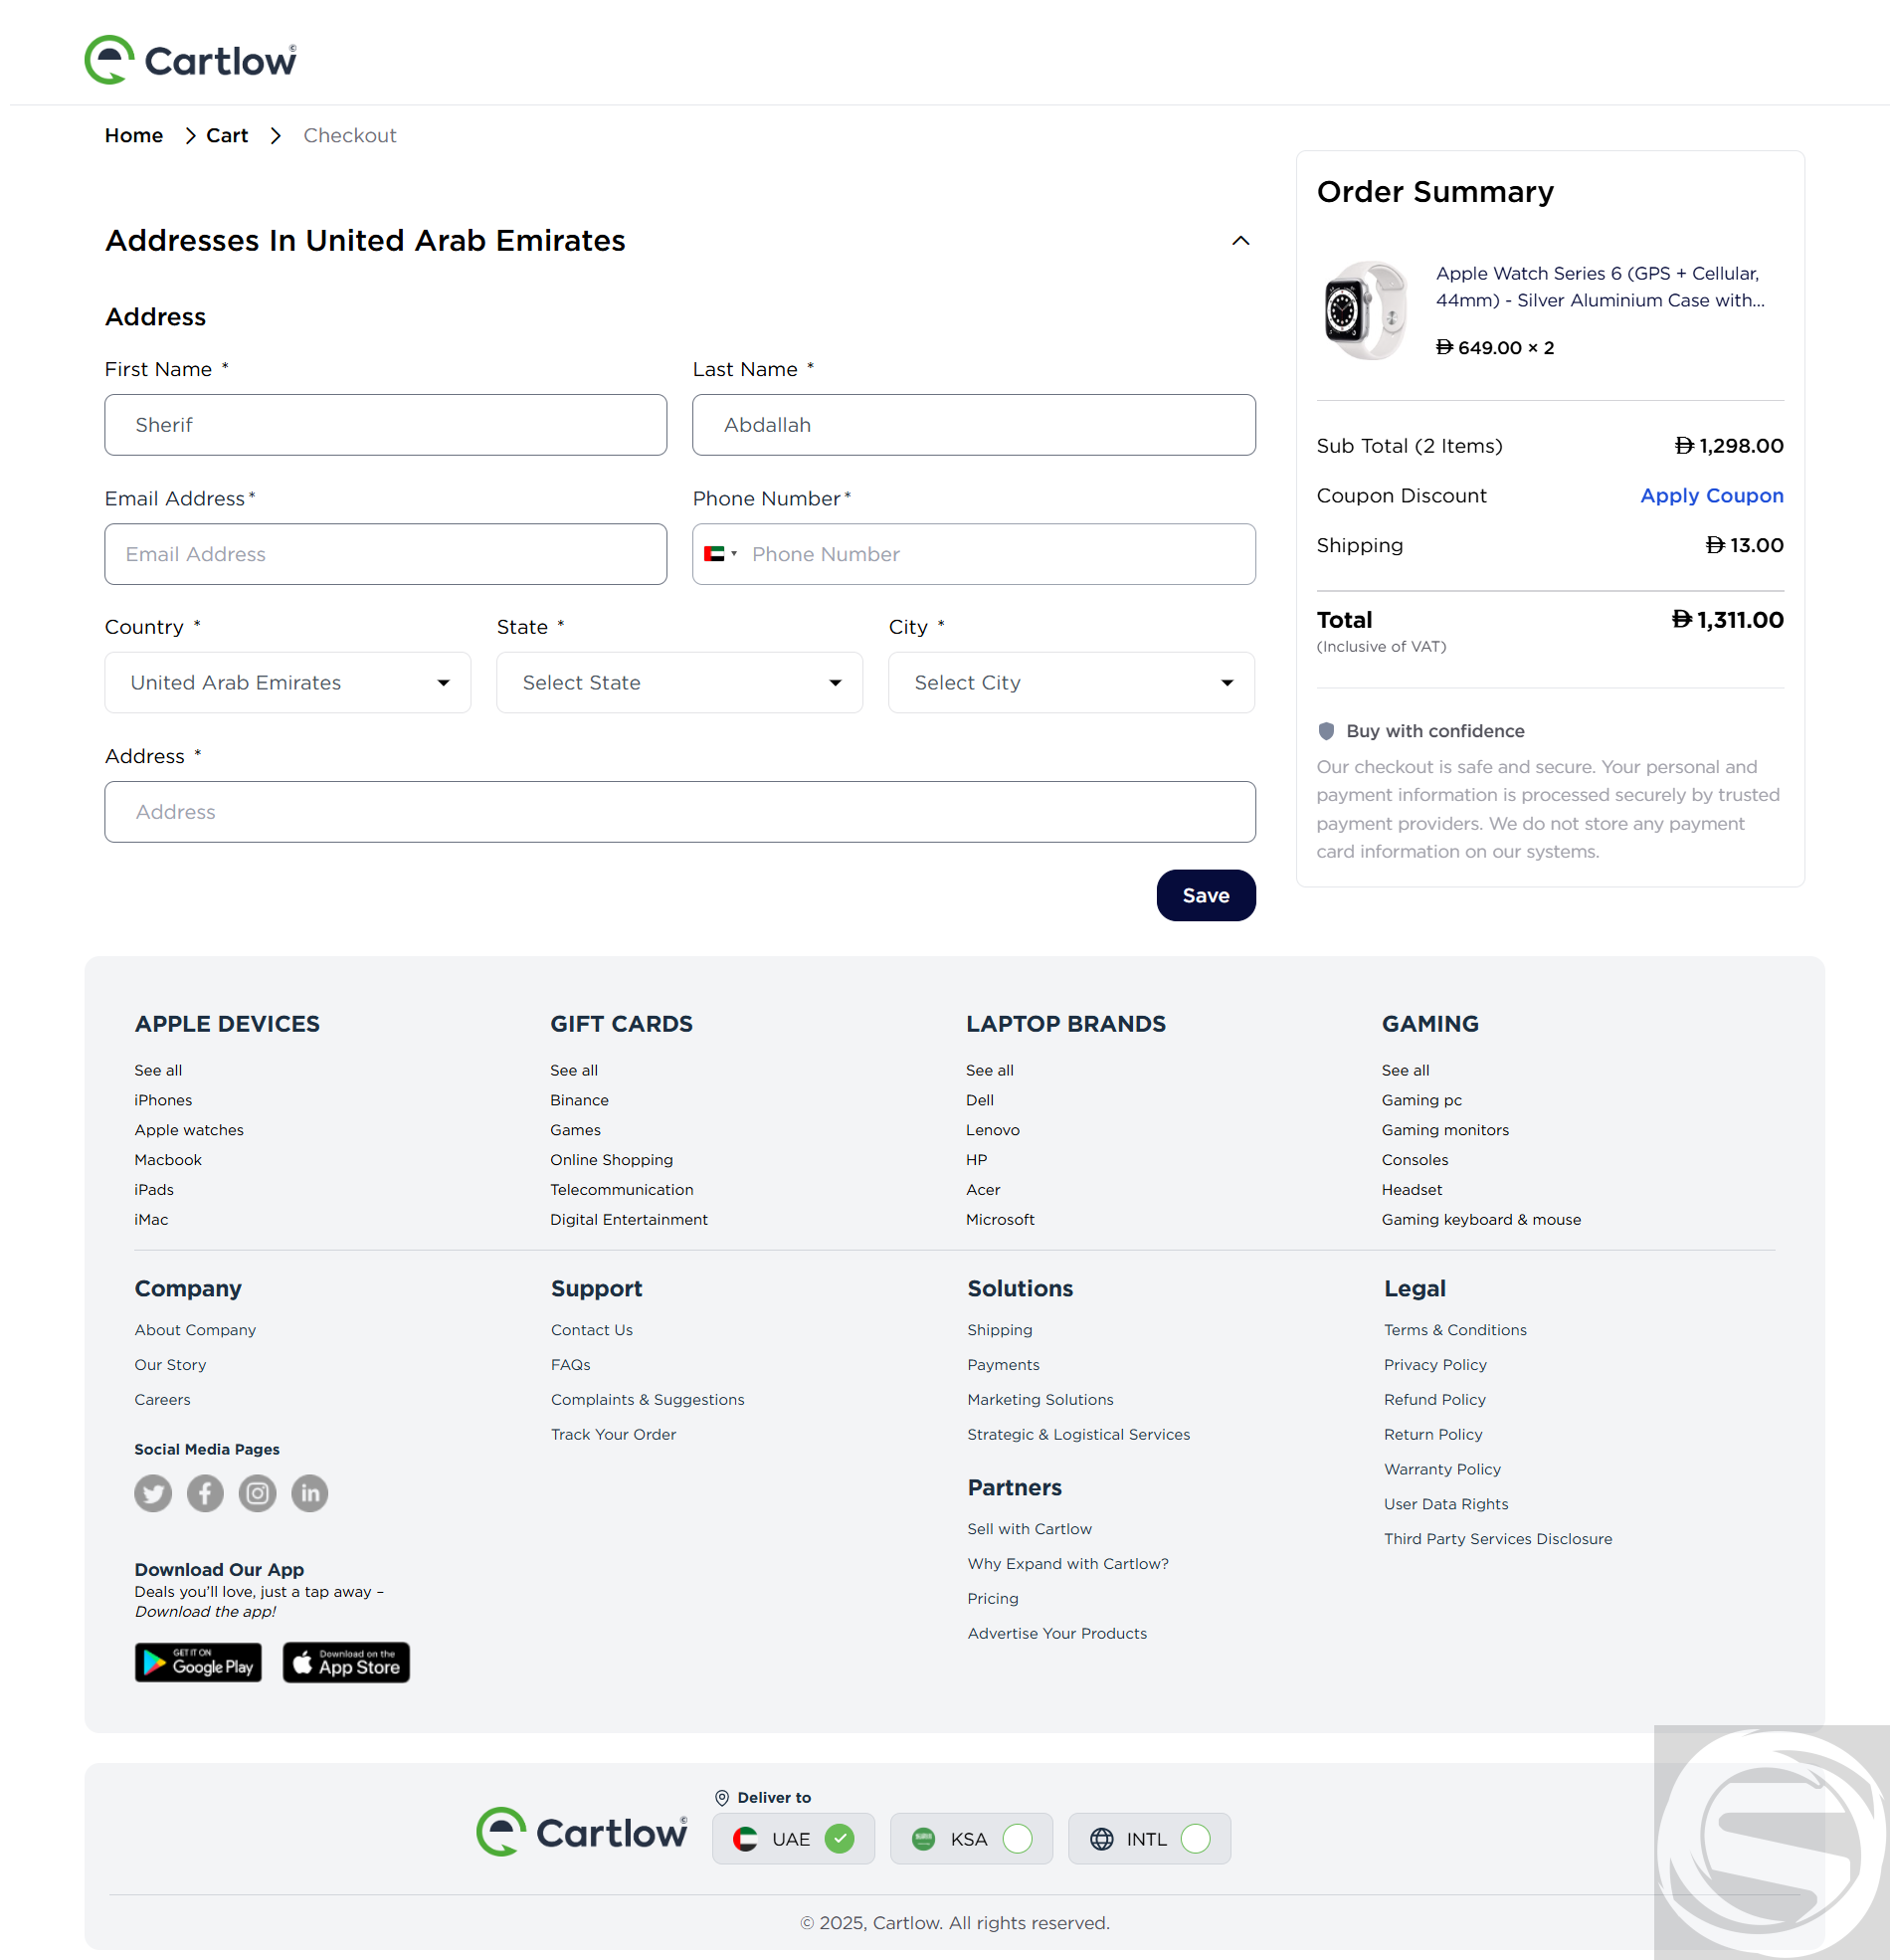 Cartlow
Home > Cart > Checkout
Addresses In United Arab Emirates
Address
First Name *
Last Name *
Sherif
Abdallah
Email Address*
Phone Number*
Email Address
Phone Number
Country *
State *
City *
United Arab Emirates
Select State
Select City
Address *
Address
Save
Order Summary
Apple Watch Series 6 (GPS + Cellular,
44mm) - Silver Aluminium Case with...
649.00 × 2
Sub Total (2 Items) 1,298.00
Coupon Discount Apply Coupon
Shipping 13.00
Total 1,311.00
(Inclusive of VAT)
Buy with confidence
Our checkout is safe and secure. Your personal and
payment information is processed securely by trusted
payment providers. We do not store any payment
card information on our systems.
APPLE DEVICES
See all
iPhones
Apple watches
Macbook
iPads
iMac
GIFT CARDS
See all
Binance
Games
Online Shopping
Telecommunication
Digital Entertainment
LAPTOP BRANDS
See all
Dell
Lenovo
HP
Acer
Microsoft
GAMING
See all
Gaming pc
Gaming monitors
Consoles
Headset
Gaming keyboard & mouse
Company
About Company
Our Story
Careers
Social Media Pages
Download Our App
Deals you'll love, just a tap away –
Download the app!
GET IT ON
Google Play
Download on the
App Store
Support
Contact Us
FAQs
Complaints & Suggestions
Track Your Order
Solutions
Shipping
Payments
Marketing Solutions
Strategic & Logistical Services
Partners
Sell with Cartlow
Why Expand with Cartlow?
Pricing
Advertise Your Products
Legal
Terms & Conditions
Privacy Policy
Refund Policy
Return Policy
Warranty Policy
User Data Rights
Third Party Services Disclosure
Cartlow
Deliver to
UAE
KSA
INTL
© 2025, Cartlow. All rights reserved.